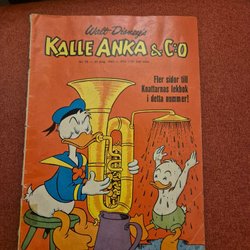 Walt Disney's
KALLE ANKA & C:O
Fler sidor till
Knattarnas lekbok
i detta nummer!